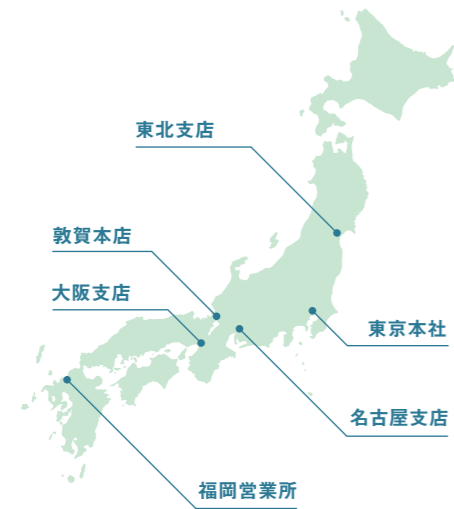 東北支店
敦賀本店
大阪支店
東京本社
名古屋支店
福岡営業所